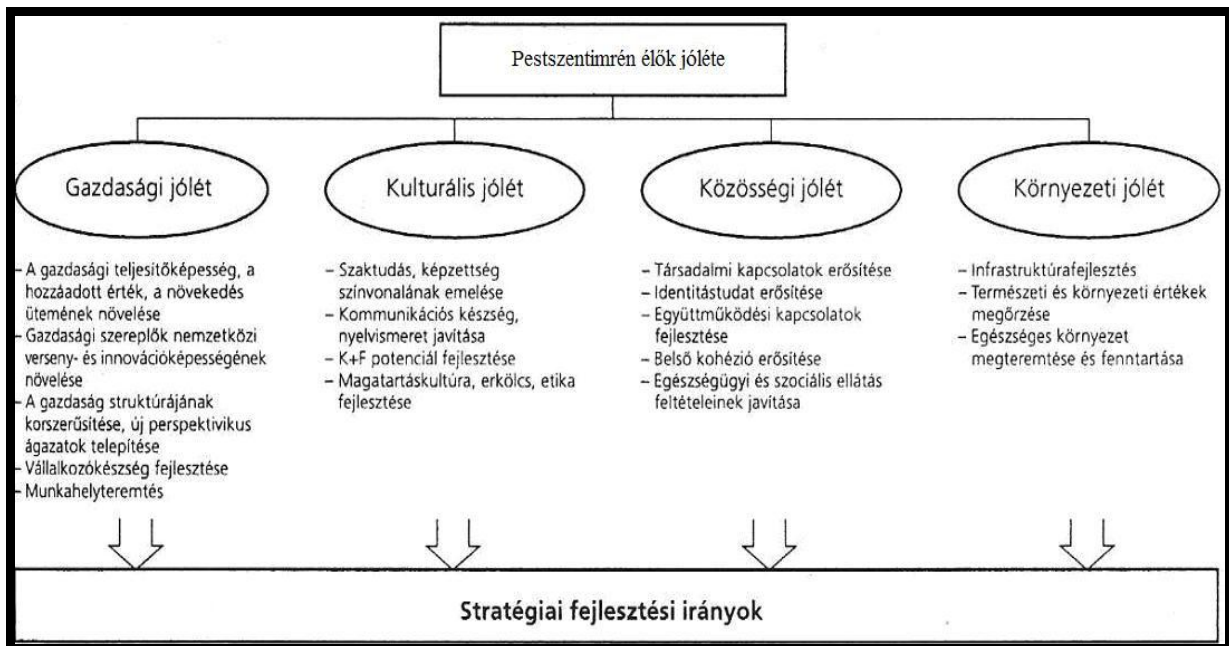 Pestszentimrén élők jóléte
Gazdasági jólét
– A gazdasági teljesítőképesség, a
hozzáadott érték, a növekedés
ütemének növelése
– Gazdasági szereplők nemzetközi
verseny- és innovációképességének
növelése
– A gazdaság struktúrájának
korszerűsítése, új perspektivikus
ágazatok telepítése
– Vállalkozókészség fejlesztése
– Munkahelyteremtés
Kulturális jólét
– Szaktudás, képzettség
színvonalának emelése
– Kommunikációs készség,
nyelvismeret javítása
– K+F potenciál fejlesztése
– Magatartáskultúra, erkölcs, etika
fejlesztése
Közösségi jólét
– Társadalmi kapcsolatok erősítése
– Identitástudat erősítése
– Együttműködési kapcsolatok
fejlesztése
– Belső kohézió erősítése
– Egészségügyi és szociális ellátás
feltételeinek javítása
Környezeti jólét
– Infrastruktúrafejlesztés
– Természeti és környezeti értékek
megőrzése
– Egészséges környezet
megteremtése és fenntartása
Stratégiai fejlesztési irányok